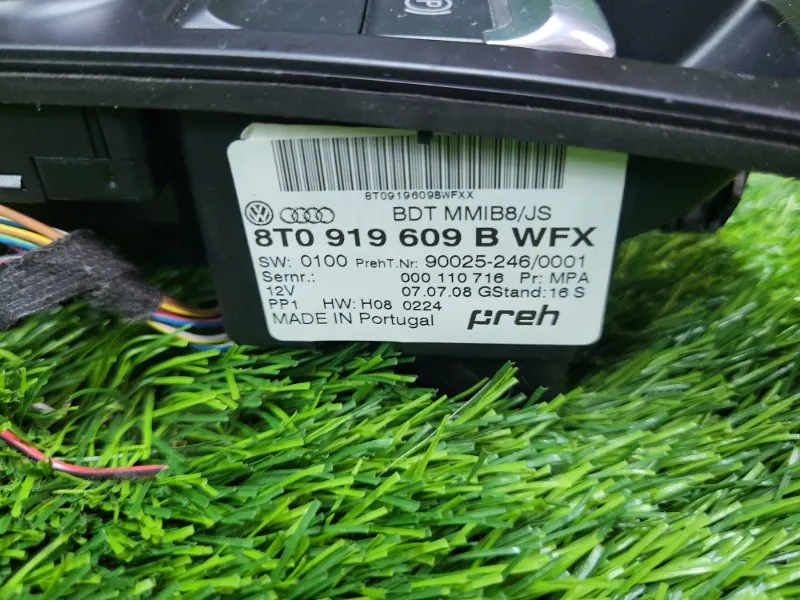 (P)
8T0919609BWFXX
BDT MMIB8/JS
8T0 919 609 B WFX
SW: 0100 PrehT.Nr: 90025-246/0001
Sernr.: 000 110 716 Pr: MPA
12V 07.07.08 GStand: 16 S
PP1 HW: H08 0224
MADE IN Portugal preh